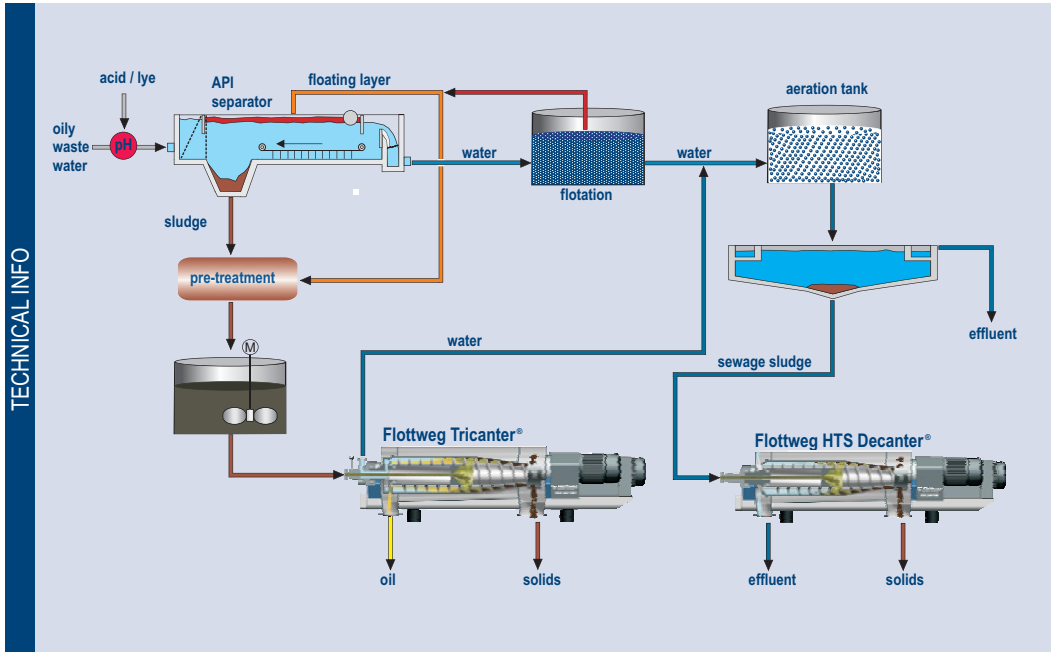 TECHNICAL INFO
acid / lye
API
separator
floating layer
aeration tank
oily
waste
water
pH
water
water
flotation
sludge
pre-treatment
effluent
M
water
sewage sludge
Flottweg Tricanter®
Flottweg HTS Decanter®
oil
solids
effluent
solids